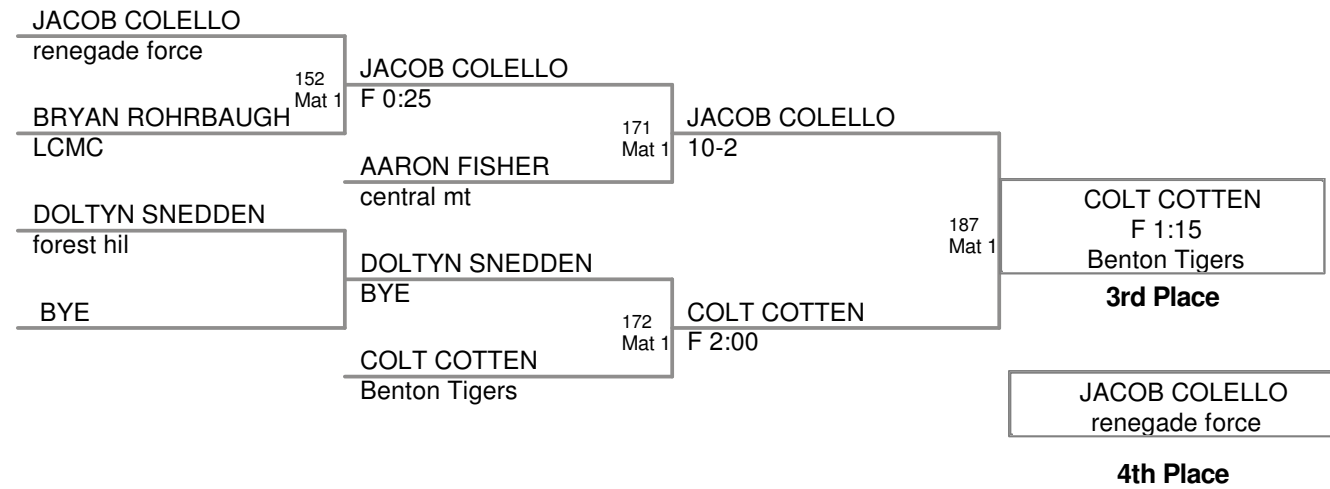 JACOB COLELLO
renegade force
152
Mat 1
BRYAN ROHRBAUGH
LCMC
JACOB COLELLO
F 0:25
AARON FISHER
central mt
171
Mat 1
JACOB COLELLO
10-2
DOLTYN SNEDDEN
forest hil
BYE
DOLTYN SNEDDEN
BYE
172
Mat 1
COLT COTTEN
Benton Tigers
COLT COTTEN
F 2:00
187
Mat 1
COLT COTTEN
F 1:15
Benton Tigers
3rd Place
JACOB COLELLO
renegade force
4th Place